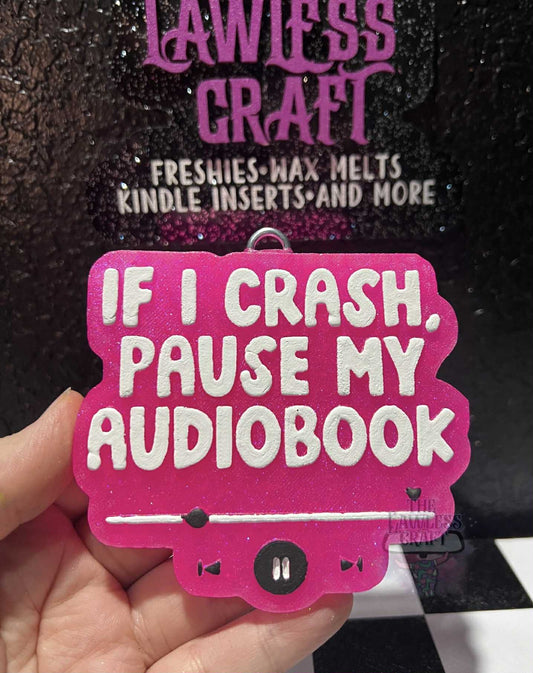 LAWLESS
CRAFT
FRESHIES•WAX MELTS
KINDLE INSERTS•AND MORE
IF I CRASH,
PAUSE MY
AUDIOBOOK
THE
LAWLESS
CRAFT